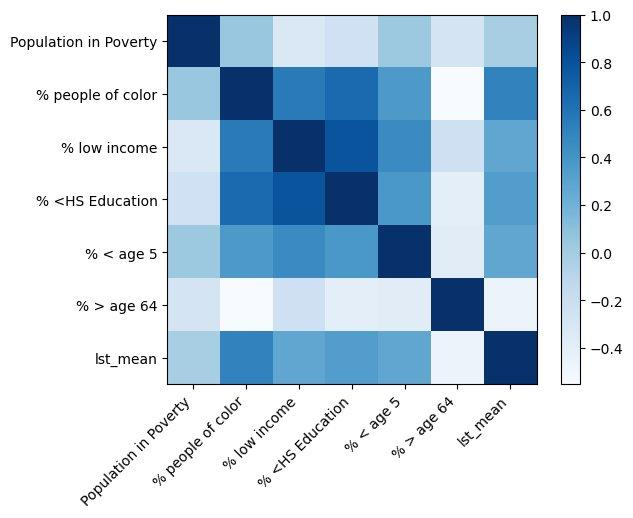 Population in Poverty
% people of color
% low income
% <HS Education
% < age 5
% > age 64
lst_mean
Population in Poverty
% people of color
% low income
% <HS Education
% < age 5
% > age 64
lst_mean
1.0
0.8
0.6
0.4
0.2
0.0
−0.2
−0.4